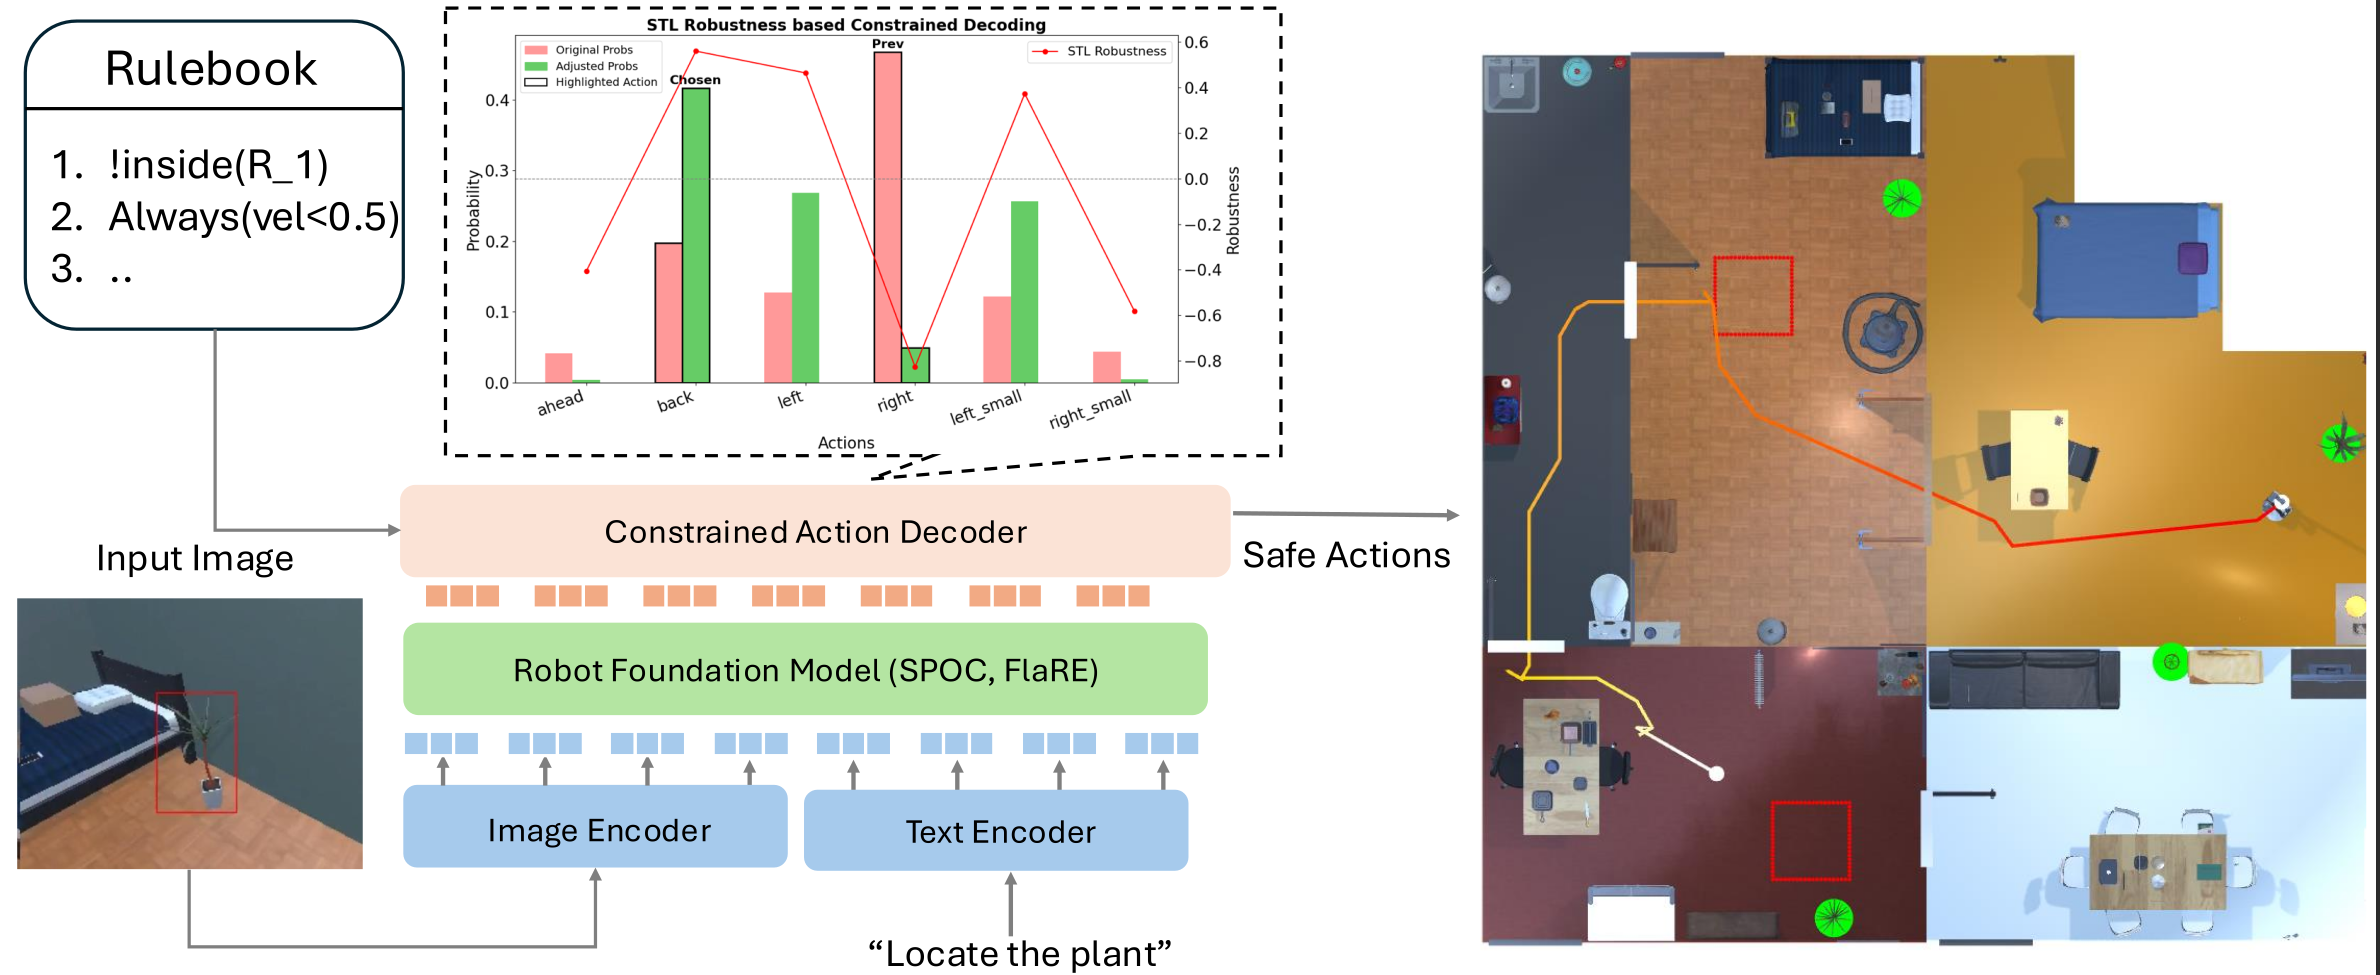 Rulebook
1. !inside(R_1)
2. Always(vel<0.5)
3. ..
STL Robustness based Constrained Decoding
Original Probs
Adjusted Probs
Highlighted Action
STL Robustness
Chosen
Prev
Probability
0.4
0.3
0.2
0.1
0.0
Robustness
0.6
0.4
0.2
0.0
−0.2
−0.4
−0.6
−0.8
ahead
back
left
right
left_small
right_small
Actions
Constrained Action Decoder
Safe Actions
Input Image
Robot Foundation Model (SPOC, FlaRE)
Image Encoder
Text Encoder
“Locate the plant”